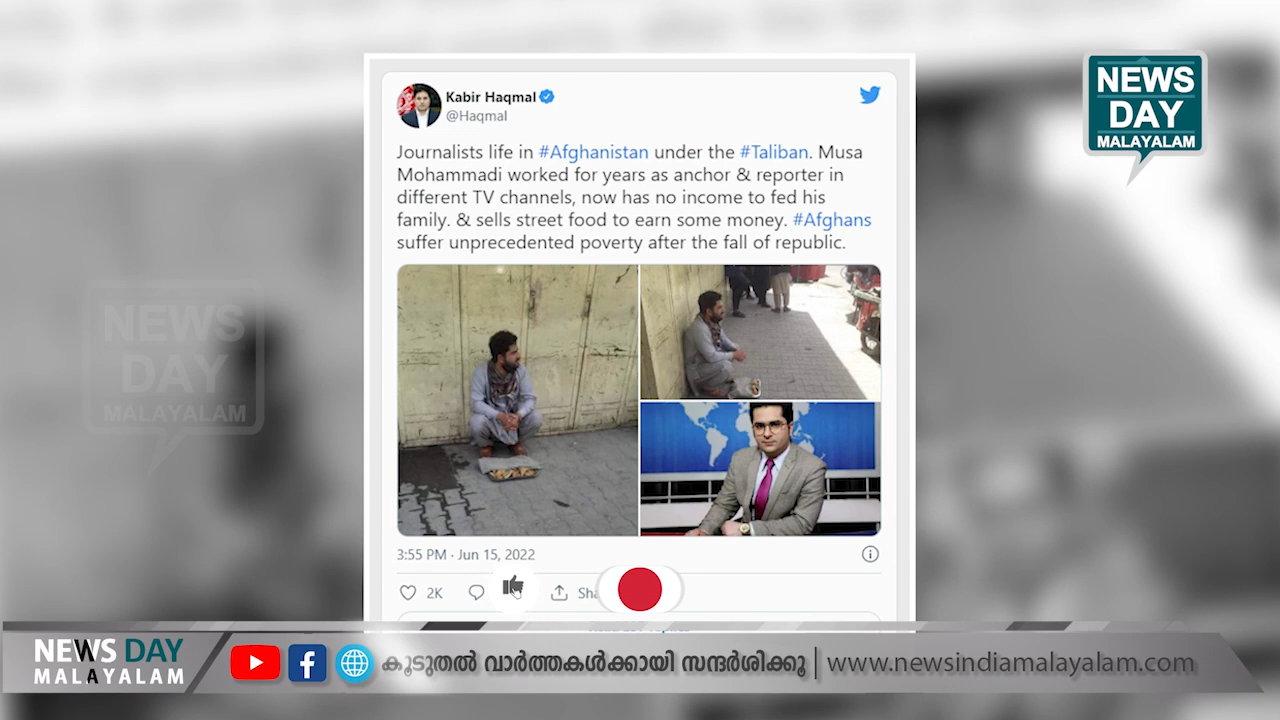 Kabir Haqmal
@Haqmal
Journalists life in #Afghanistan under the #Taliban. Musa
Mohammadi worked for years as anchor & reporter in
different TV channels, now has no income to fed his
family. & sells street food to earn some money. #Afghans
suffer unprecedented poverty after the fall of republic.
3:55 PM · Jun 15, 2022
2K
NEWS
DAY
MALAYALAM
NEWS
DAY
MALAYALAM
NEWS DAY
MALAYALAM
കൂടുതൽ വാർത്തകൾക്കായി സന്ദർശിക്കൂ | www.newsindiamalayalam.com